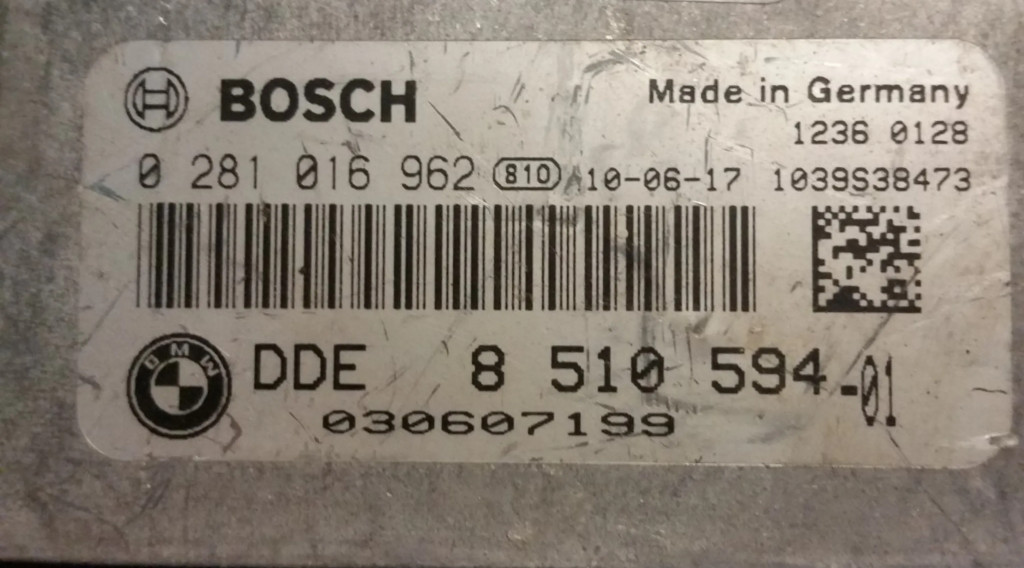 BOSCH
Made in Germany
1236 0128
0 281 016 962 810 10-06-17 1039S38473
BMW
DDE 8 510 594-01
030607199